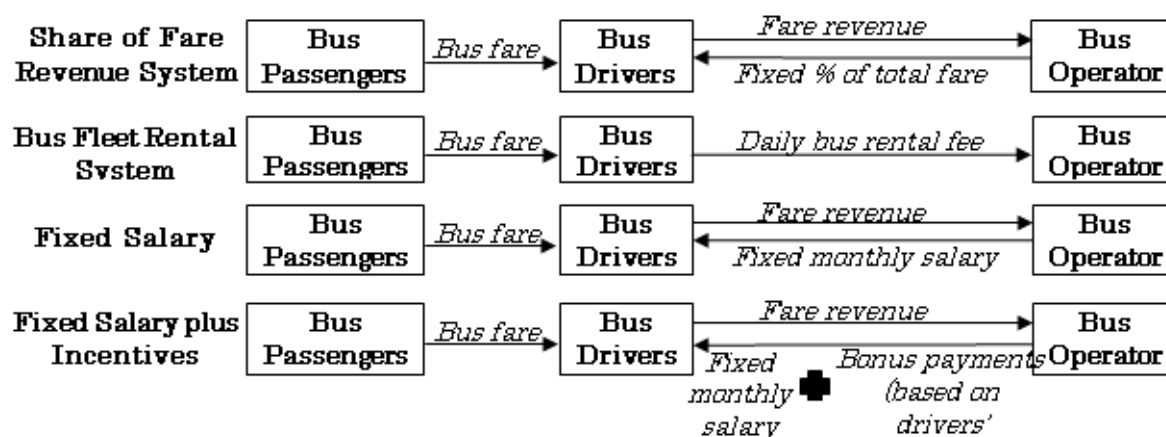 Share of Fare
Revenue System
Bus
Passengers
Bus fare
Bus
Drivers
Fare revenue
Fixed % of total fare
Bus
Operator
Bus Fleet Rental
System
Bus
Passengers
Bus fare
Bus
Drivers
Daily bus rental fee
Bus
Operator
Fixed Salary
Bus
Passengers
Bus fare
Bus
Drivers
Fare revenue
Fixed monthly salary
Bus
Operator
Fixed Salary plus
Incentives
Bus
Passengers
Bus fare
Bus
Drivers
Fare revenue
Fixed
monthly
salary
Bonus payments
(based on
drivers'
Bus
Operator